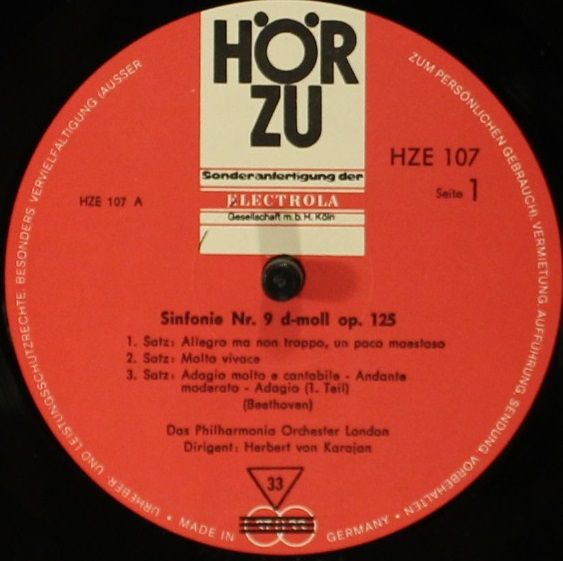 HÖR
ZU
Sonderanfertigung der
ELECTROLA
Gesellschaft m. b. H. Köln
HZE 107
Seite 1
HZE 107 A
Sinfonie Nr. 9 d-moll op. 125
1. Satz: Allegro ma non troppo, un poco maestoso
2. Satz: Molto vivace
3. Satz: Adagio molto e cantabile - Andante
moderato - Adagio (1. Teil)
(Beethoven)
Das Philharmonia Orchester London
Dirigent: Herbert von Karajan
33
URHEBER- UND LEISTUNGSSCHUTZRECHTE, BESONDERS VERVIELFÄLTIGUNG (AUSSER ZUM PERSÖNLICHEN GEBRAUCH), VERMIETUNG, AUFFÜHRUNG, SENDUNG VORBEHALTEN
• MADE IN GERMANY •